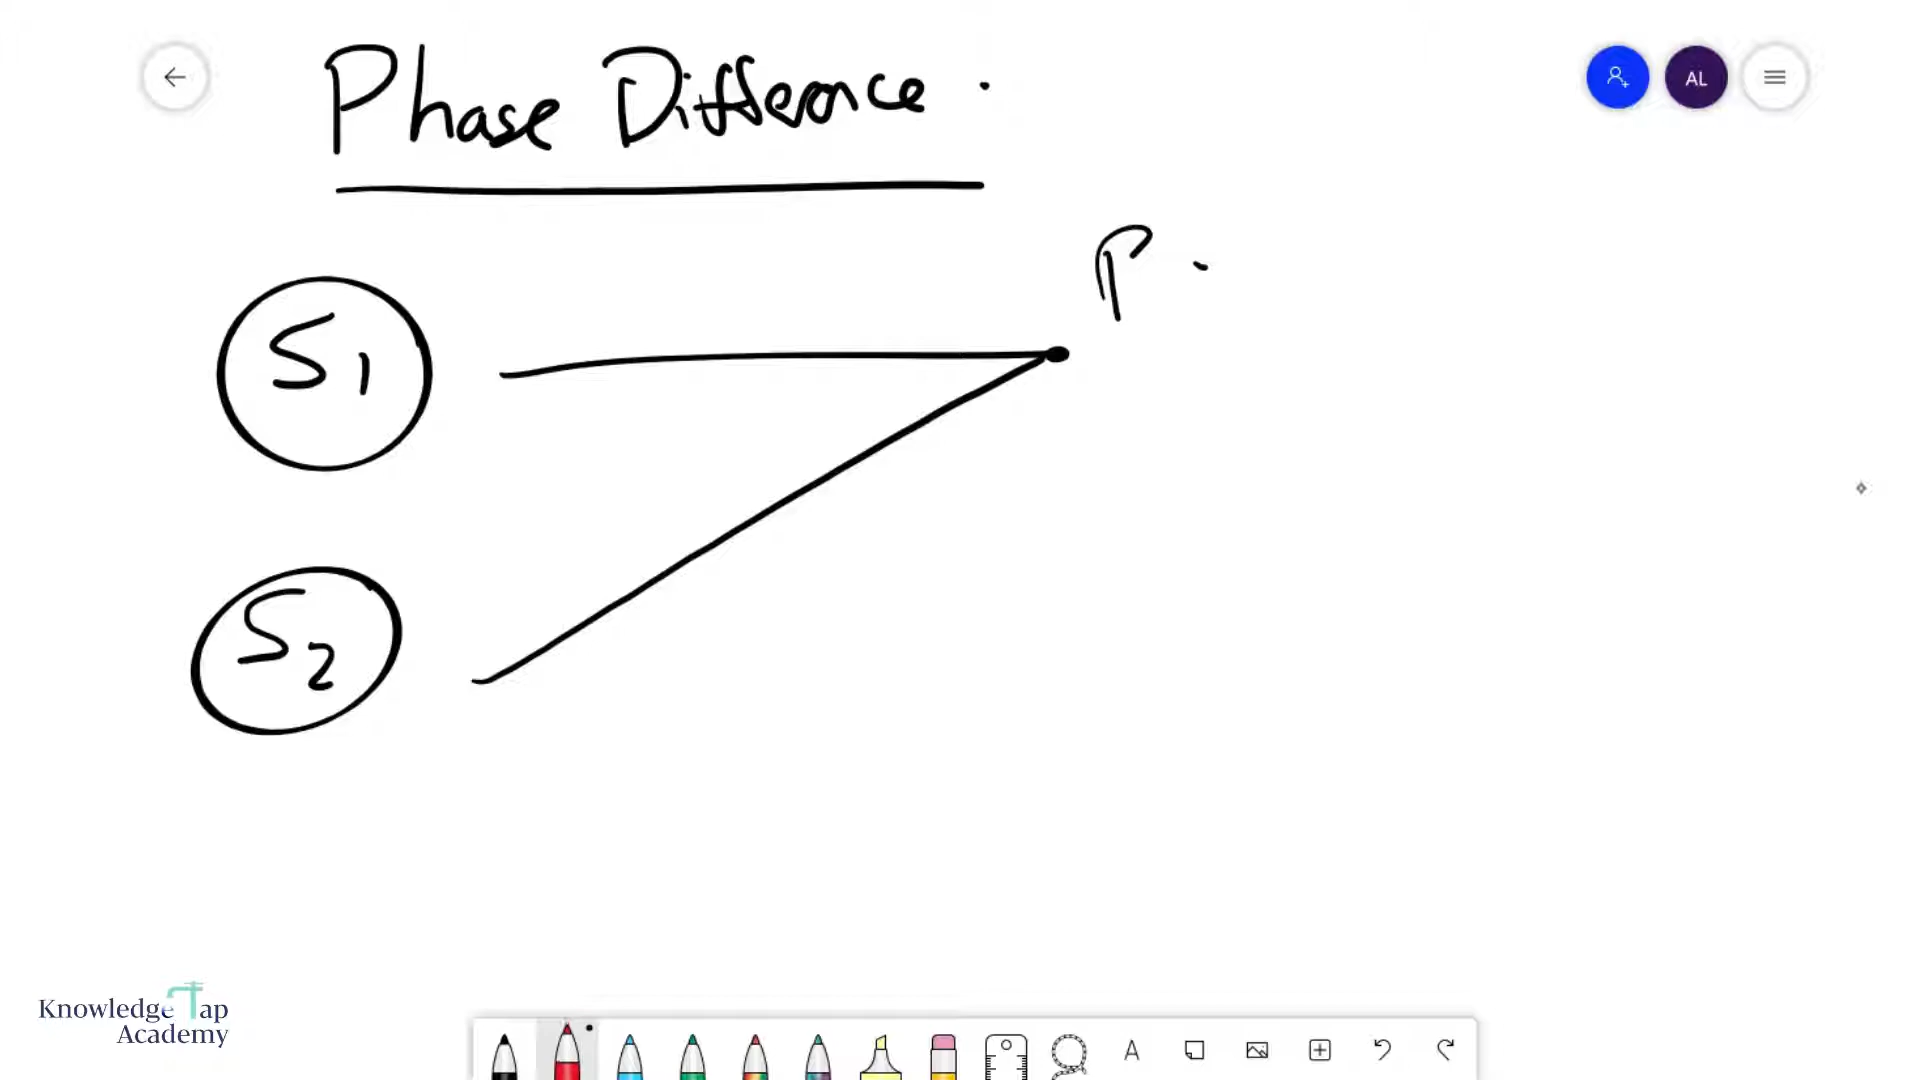 Phase Difference.
AL
P.
S1
S2
Knowledge Tap
Academy
A